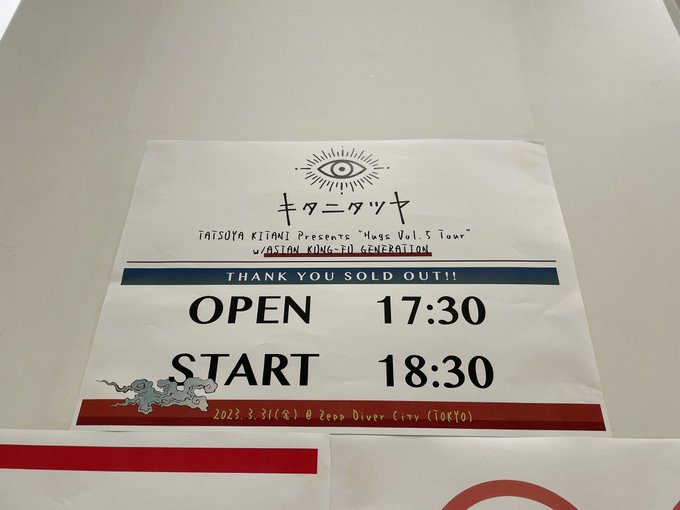 キタニタツヤ
TATSUYA KITANI Presents "Hugs Vol.5 Tour"
w/ASIAN KUNG-FU GENERATION
THANK YOU SOLD OUT!!
OPEN 17:30
START 18:30
2023.3.31(金) @ Zepp Diver City (TOKYO)